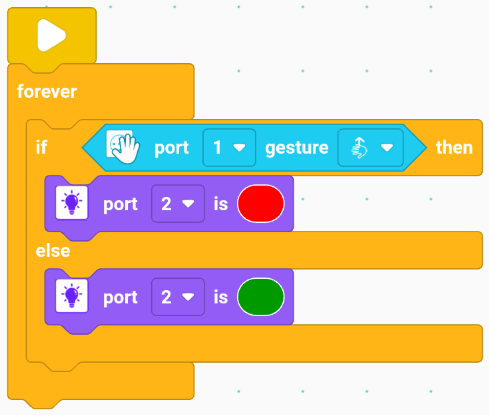 forever
if port 1 gesture then
port 2 is
else
port 2 is